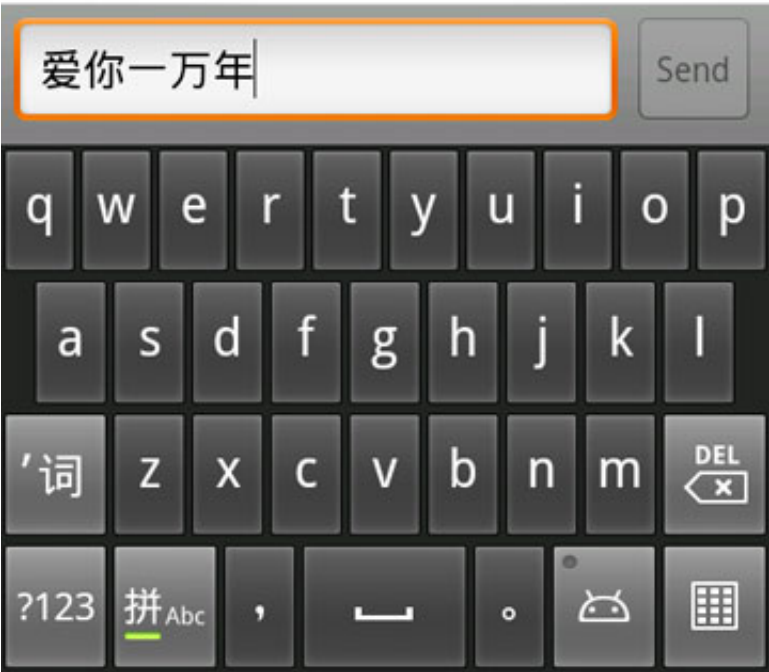 爱你一万年 Send
q w e r t y u i o p
a s d f g h j k l
'词 z x c v b n m DEL
?123 拼Abc , 。